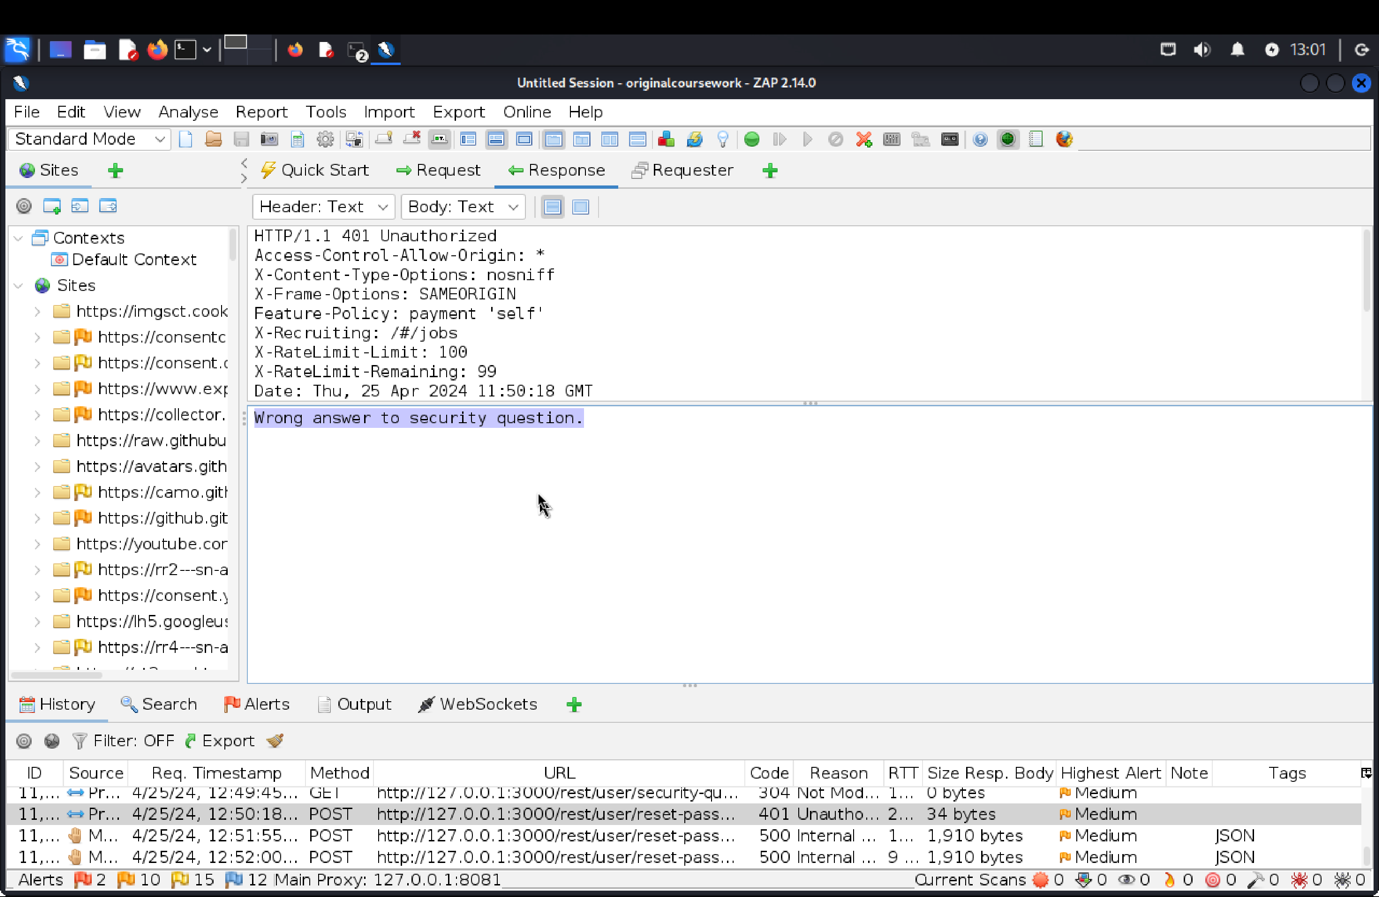 2
13:01
Untitled Session - originalcoursework - ZAP 2.14.0
File Edit View Analyse Report Tools Import Export Online Help
Standard Mode
Sites
Quick Start Request Response Requester
Header: Text Body: Text
Contexts
Default Context
Sites
https://imgsct.cook
https://consentc
https://consent.
https://www.exp
https://collector.
https://raw.githubu
https://avatars.gith
https://camo.gitl
https://github.git
https://youtube.cor
https://rr2---sn-a
https://consent.y
https://lh5.googleus
https://rr4---sn-a
HTTP/1.1 401 Unauthorized
Access-Control-Allow-Origin: *
X-Content-Type-Options: nosniff
X-Frame-Options: SAMEORIGIN
Feature-Policy: payment 'self'
X-Recruiting: /#/jobs
X-RateLimit-Limit: 100
X-RateLimit-Remaining: 99
Date: Thu, 25 Apr 2024 11:50:18 GMT
Wrong answer to security question.
History Search Alerts Output WebSockets
Filter: OFF Export
ID Source Req. Timestamp Method URL Code Reason RTT Size Resp. Body Highest Alert Note Tags
11,... Pr... 4/25/24, 12:49:45... GET http://127.0.0.1:3000/rest/user/security-qu... 304 Not Mod... 1... 0 bytes Medium
11,... Pr... 4/25/24, 12:50:18... POST http://127.0.0.1:3000/rest/user/reset-pass... 401 Unautho... 2... 34 bytes Medium
11,... M... 4/25/24, 12:51:55... POST http://127.0.0.1:3000/rest/user/reset-pass... 500 Internal ... 1... 1,910 bytes Medium JSON
11,... M... 4/25/24, 12:52:00... POST http://127.0.0.1:3000/rest/user/reset-pass... 500 Internal ... 9 ... 1,910 bytes Medium JSON
Alerts 2 10 15 12 Main Proxy: 127.0.0.1:8081 Current Scans 0 0 0 0 0 0 0 0